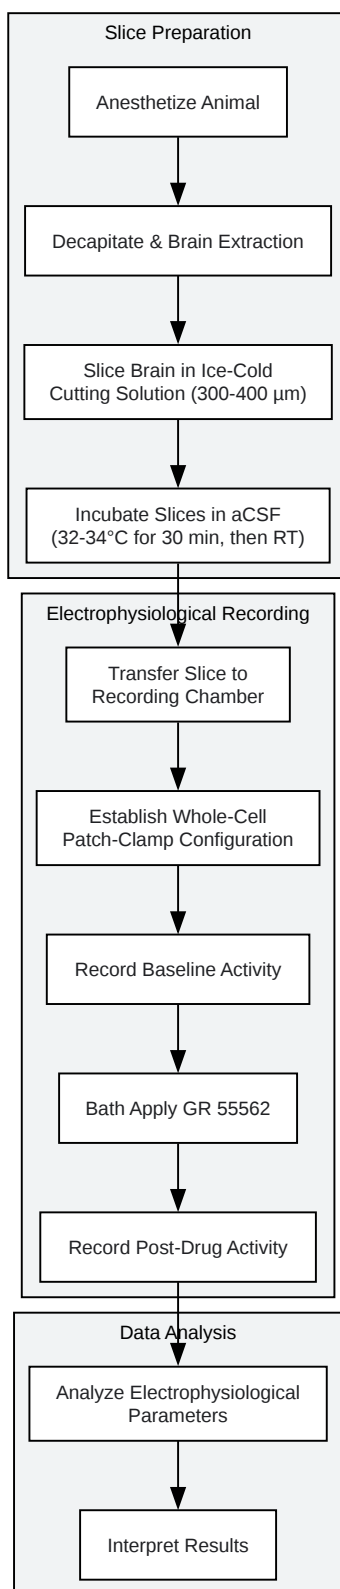 Slice Preparation
Anesthetize Animal
Decapitate & Brain Extraction
Slice Brain in Ice-Cold
Cutting Solution (300-400 µm)
Incubate Slices in aCSF
(32-34°C for 30 min, then RT)
Electrophysiological Recording
Transfer Slice to
Recording Chamber
Establish Whole-Cell
Patch-Clamp Configuration
Record Baseline Activity
Bath Apply GR 55562
Record Post-Drug Activity
Data Analysis
Analyze Electrophysiological
Parameters
Interpret Results